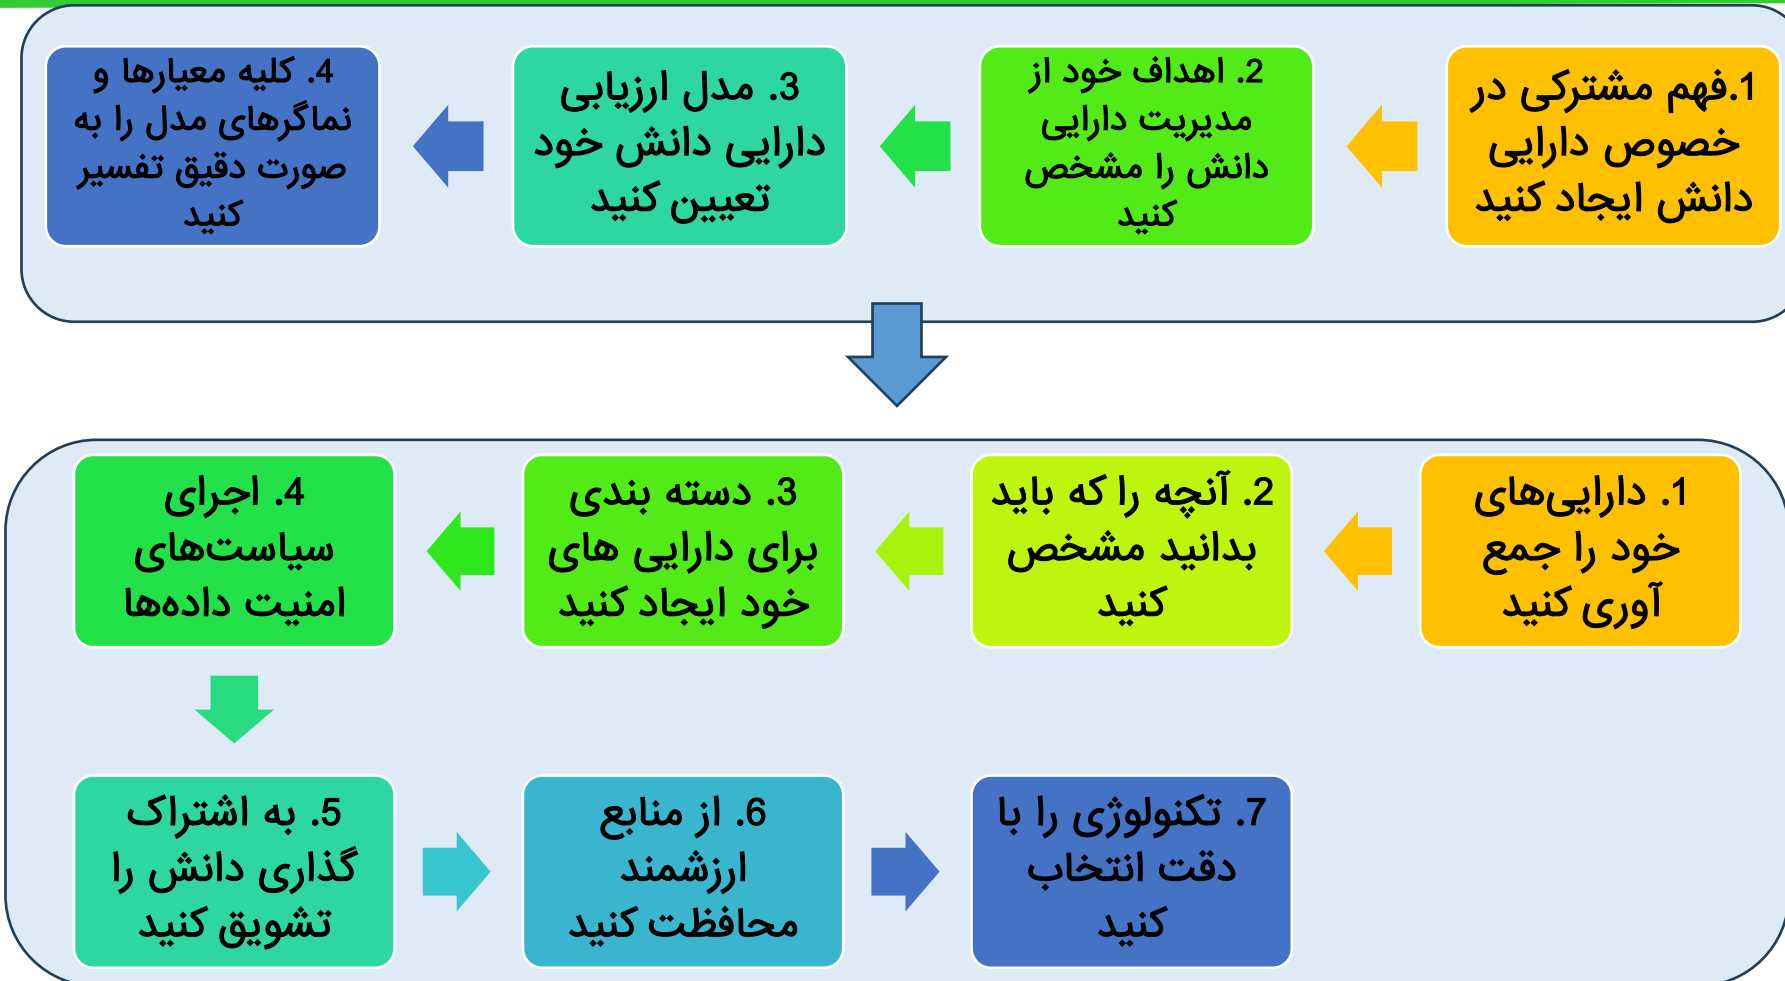 1.فهم مشترکی در
خصوص دارایی
دانش ایجاد کنید
2. اهداف خود از
مدیریت دارایی
دانش را مشخص
کنید
3. مدل ارزیابی
دارایی دانش خود
تعیین کنید
4. کلیه معیارها و
نماگرهای مدل را به
صورت دقیق تفسیر
کنید
1. دارایی‌های
خود را جمع
آوری کنید
2. آنچه را که باید
بدانید مشخص
کنید
3. دسته بندی
برای دارایی های
خود ایجاد کنید
4. اجرای
سیاست‌های
امنیت داده‌ها
5. به اشتراک
گذاری دانش را
تشویق کنید
6. از منابع
ارزشمند
محافظت کنید
7. تکنولوژی را با
دقت انتخاب
کنید